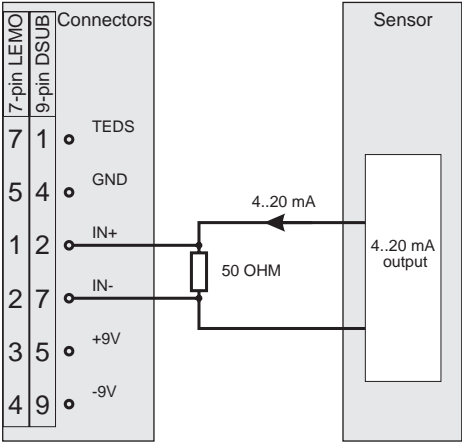 7-pin LEMO
9-pin DSUB
Connectors
Sensor
7 1 TEDS
5 4 GND
4..20 mA
1 2 IN+
4..20 mA
output
50 OHM
2 7 IN-
3 5 +9V
4 9 -9V